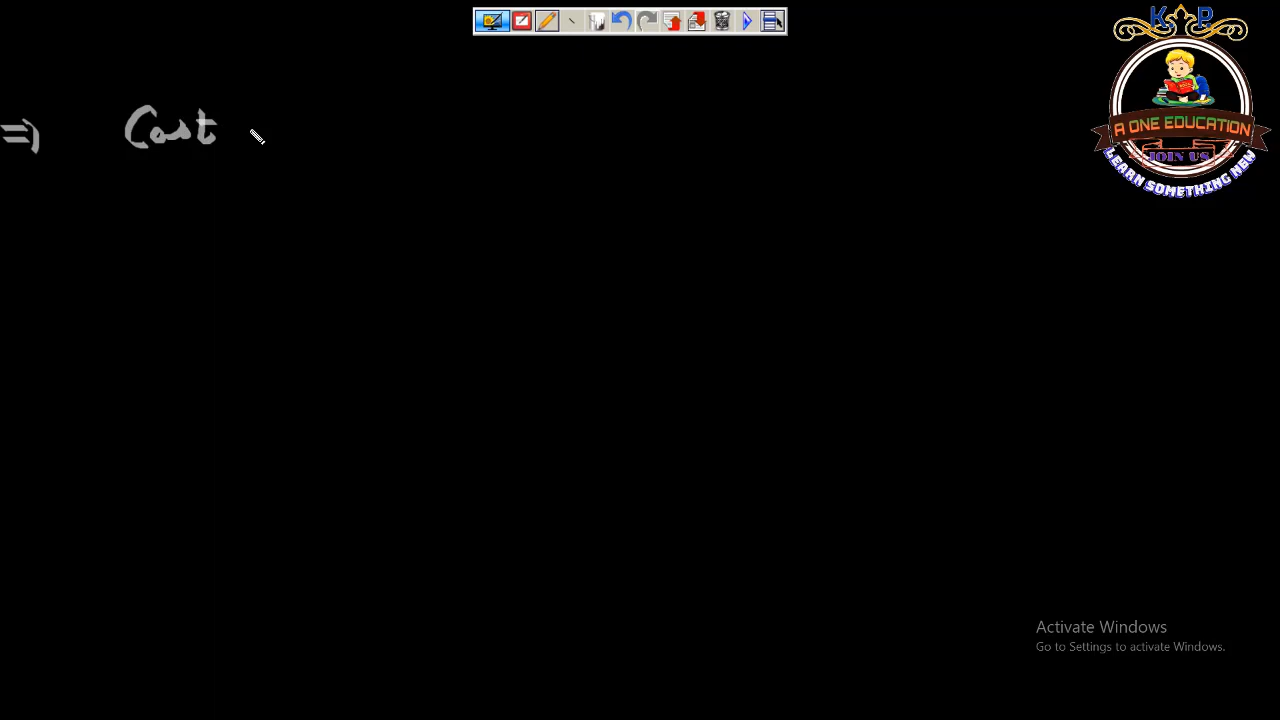 K P
A ONE EDUCATION
JOIN US
LEARN SOMETHING NEW
=) Cost
Activate Windows
Go to Settings to activate Windows.